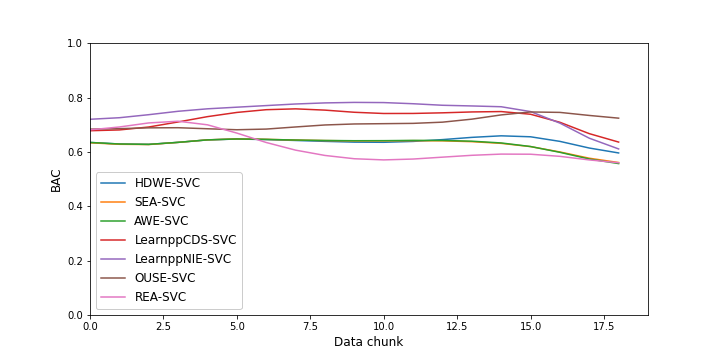 1.0
0.8
0.6
0.4
0.2
0.0
BAC
HDWE-SVC
SEA-SVC
AWE-SVC
LearnppCDS-SVC
LearnppNIE-SVC
OUSE-SVC
REA-SVC
0.0 2.5 5.0 7.5 10.0 12.5 15.0 17.5
Data chunk